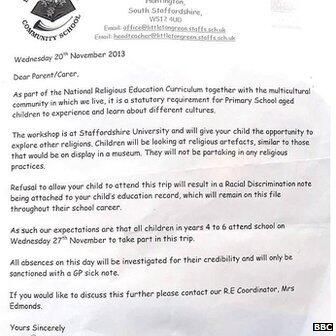 COMMUNITY SCHOOL
Huntington,
South Staffordshire,
WS12 4UD
Email: office@littletongreen.staffs.sch.uk
Email: headteacher@littletongreen.staffs.sch.uk
Wednesday 20th November 2013
Dear Parent/Carer,
As part of the National Religious Education Curriculum together with the multicultural
community in which we live, it is a statutory requirement for Primary School aged
children to experience and learn about different cultures.
The workshop is at Staffordshire University and will give your child the opportunity to
explore other religions. Children will be looking at religious artefacts, similar to those
that would be on display in a museum. They will not be partaking in any religious
practices.
Refusal to allow your child to attend this trip will result in a Racial Discrimination note
being attached to your child's education record, which will remain on this
file throughout their school career.
As such our expectations are that all children in years 4 to 6 attend school on
Wednesday 27th November to take part in this trip.
All absences on this day will be investigated for their credibility and will only be
sanctioned with a GP sick note.
If you would like to discuss this further please contact our R.E Coordinator, Mrs
Edmonds.
Yours Sincerely
BBC